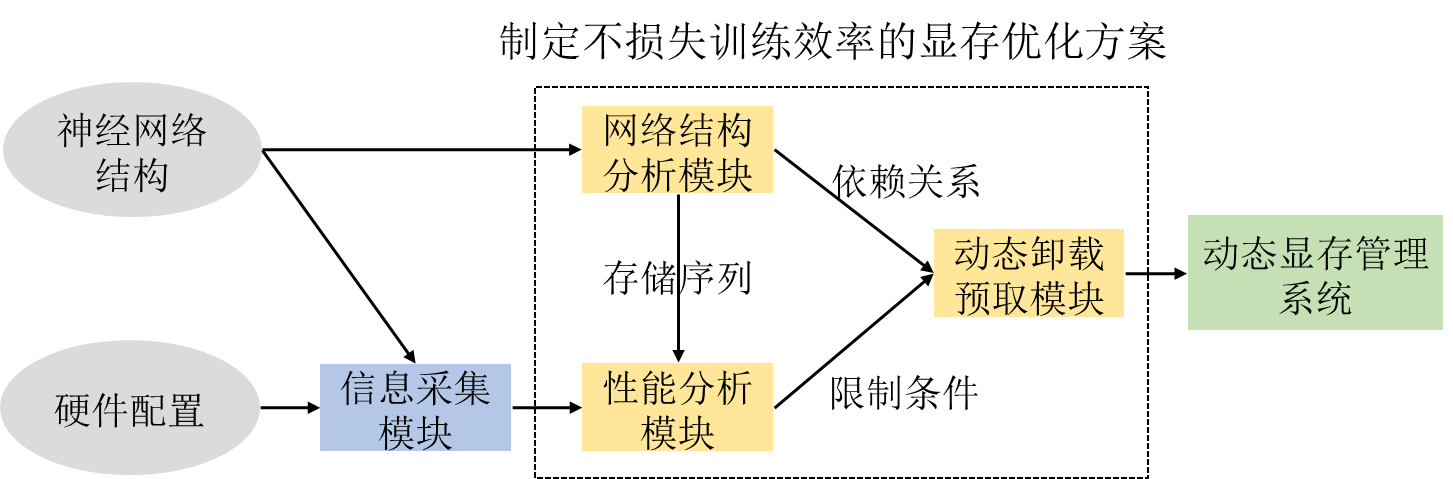 制定不损失训练效率的显存优化方案
神经网络
结构
网络结构
分析模块
依赖关系
动态卸载
预取模块
动态显存管理
系统
存储序列
硬件配置
信息采集
模块
性能分析
模块
限制条件